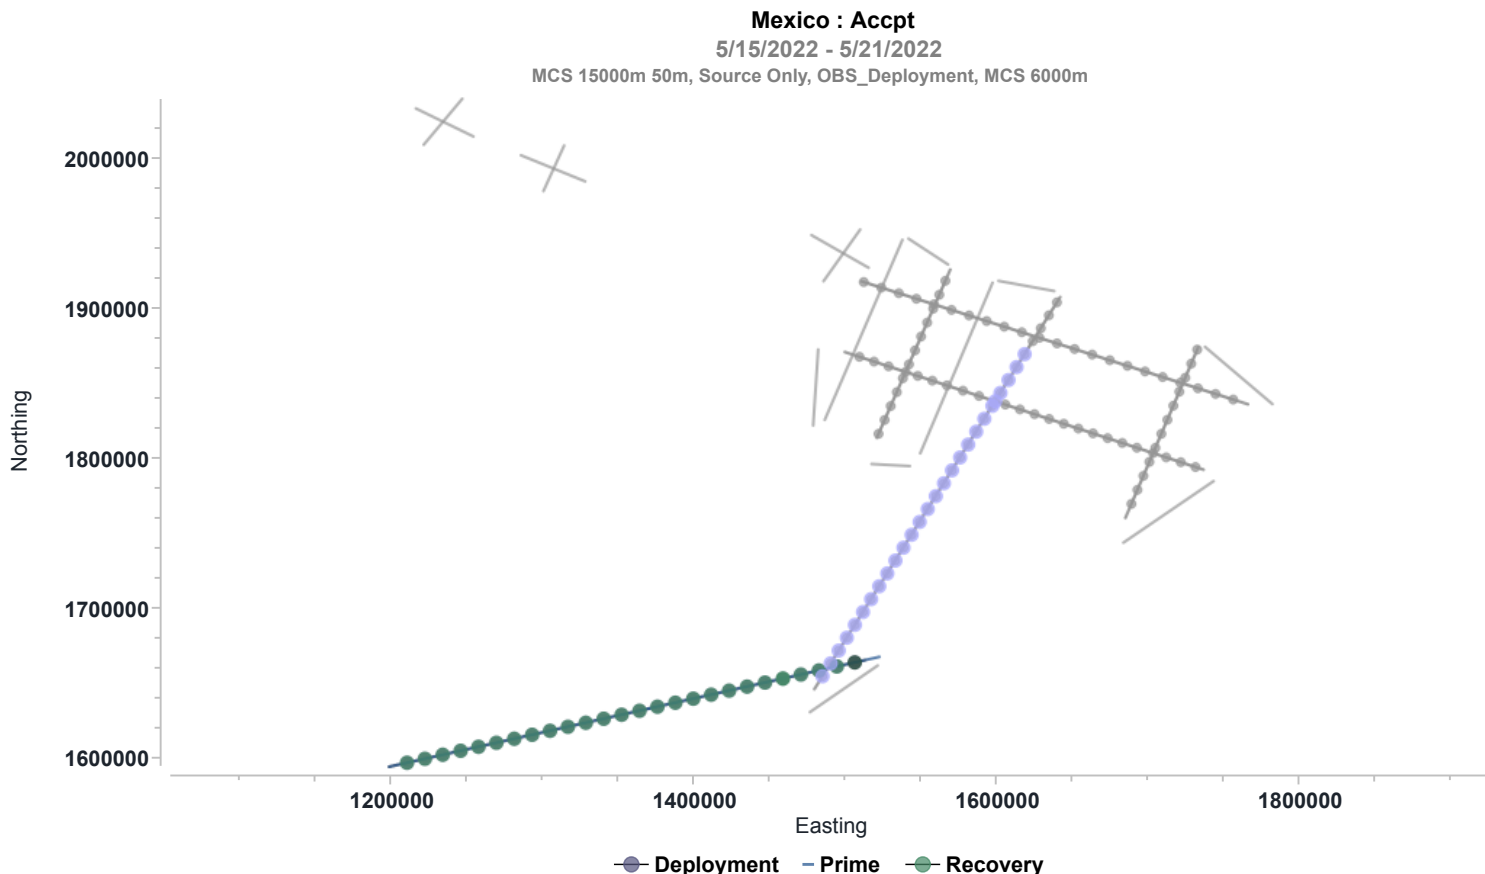 Mexico : Accpt
5/15/2022 - 5/21/2022
MCS 15000m 50m, Source Only, OBS_Deployment, MCS 6000m
2000000
1900000
1800000
1700000
1600000
Northing
1200000 1400000 1600000 1800000
Easting
Deployment Prime Recovery